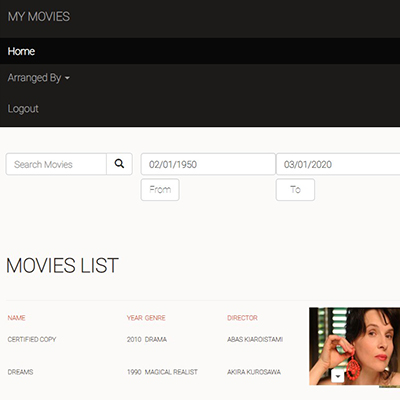 MY MOVIES
Home
Arranged By
Logout
Search Movies 02/01/1950 03/01/2020
From To
MOVIES LIST
NAME YEAR GENRE DIRECTOR
CERTIFIED COPY 2010 DRAMA ABAS KIAROISTAMI
DREAMS 1990 MAGICAL REALIST AKIRA KUROSAWA